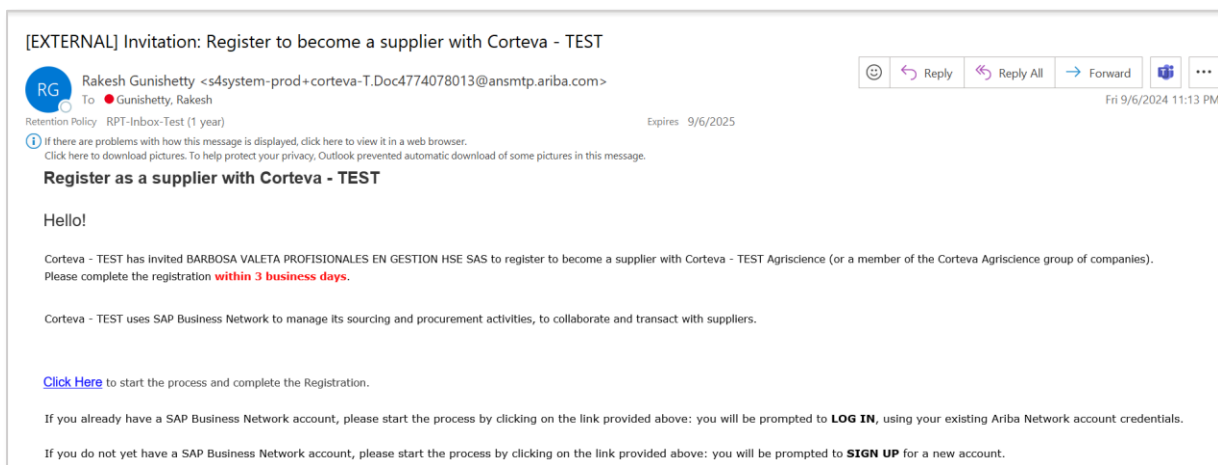 [EXTERNAL] Invitation: Register to become a supplier with Corteva - TEST
RG
Rakesh Gunishetty <s4system-prod+corteva-T.Doc4774078013@ansmtp.ariba.com>
To Gunishetty, Rakesh
Reply
Reply All
Forward
Fri 9/6/2024 11:13 PM
Retention Policy RPT-Inbox-Test (1 year)
Expires 9/6/2025
If there are problems with how this message is displayed, click here to view it in a web browser.
Click here to download pictures. To help protect your privacy, Outlook prevented automatic download of some pictures in this message.
Register as a supplier with Corteva - TEST
Hello!
Corteva - TEST has invited BARBOSA VALETA PROFISIONALES EN GESTION HSE SAS to register to become a supplier with Corteva - TEST Agriscience (or a member of the Corteva Agriscience group of companies).
Please complete the registration within 3 business days.
Corteva - TEST uses SAP Business Network to manage its sourcing and procurement activities, to collaborate and transact with suppliers.
Click Here to start the process and complete the Registration.
If you already have a SAP Business Network account, please start the process by clicking on the link provided above: you will be prompted to LOG IN, using your existing Ariba Network account credentials.
If you do not yet have a SAP Business Network account, please start the process by clicking on the link provided above: you will be prompted to SIGN UP for a new account.